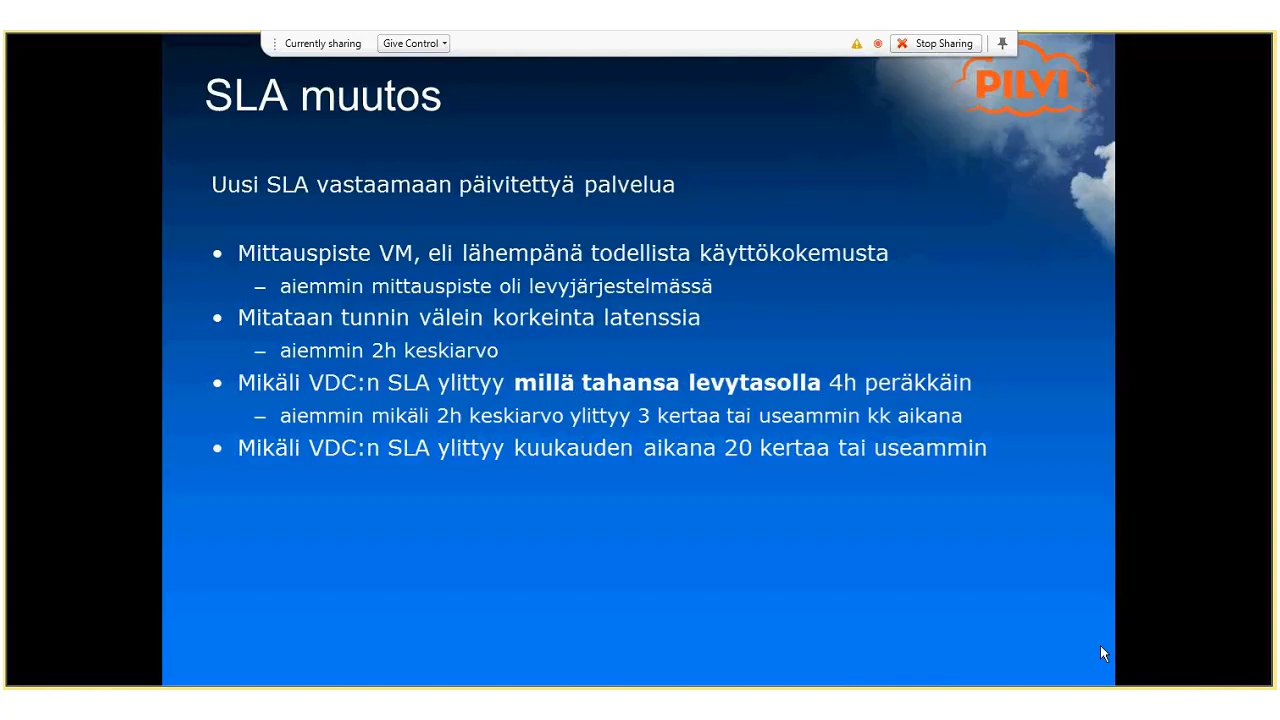 Currently sharing Give Control Stop Sharing
PILVI
SLA muutos
Uusi SLA vastaamaan päivitettyä palvelua
• Mittauspiste VM, eli lähempänä todellista käyttökokemusta
– aiemmin mittauspiste oli levyjärjestelmässä
• Mitataan tunnin välein korkeinta latenssia
– aiemmin 2h keskiarvo
• Mikäli VDC:n SLA ylittyy millä tahansa levytasolla 4h peräkkäin
– aiemmin mikäli 2h keskiarvo ylittyy 3 kertaa tai useammin kk aikana
• Mikäli VDC:n SLA ylittyy kuukauden aikana 20 kertaa tai useammin